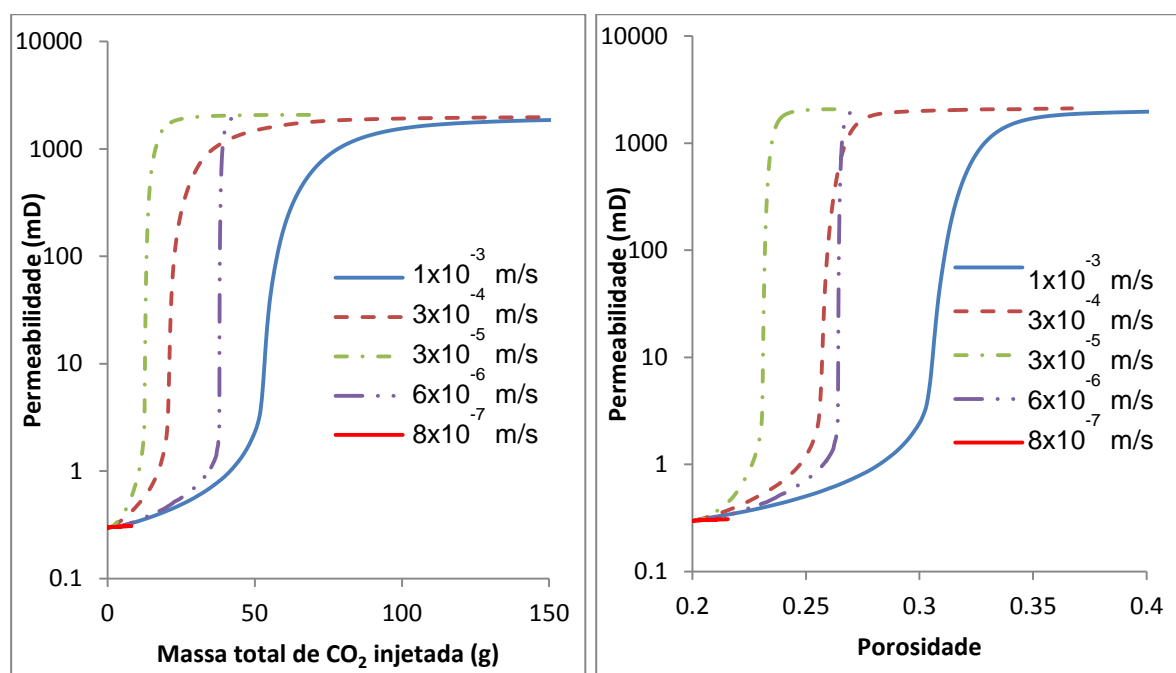 10000
1000
100
10
1
0.1
Permeabilidade (mD)
0
50
100
150
Massa total de CO₂ injetada (g)
1x10⁻³ m/s
3x10⁻⁴ m/s
3x10⁻⁵ m/s
6x10⁻⁶ m/s
8x10⁻⁷ m/s
10000
1000
100
10
1
0.1
Permeabilidade (mD)
0.2
0.25
0.3
0.35
0.4
Porosidade
1x10⁻³ m/s
3x10⁻⁴ m/s
3x10⁻⁵ m/s
6x10⁻⁶ m/s
8x10⁻⁷ m/s